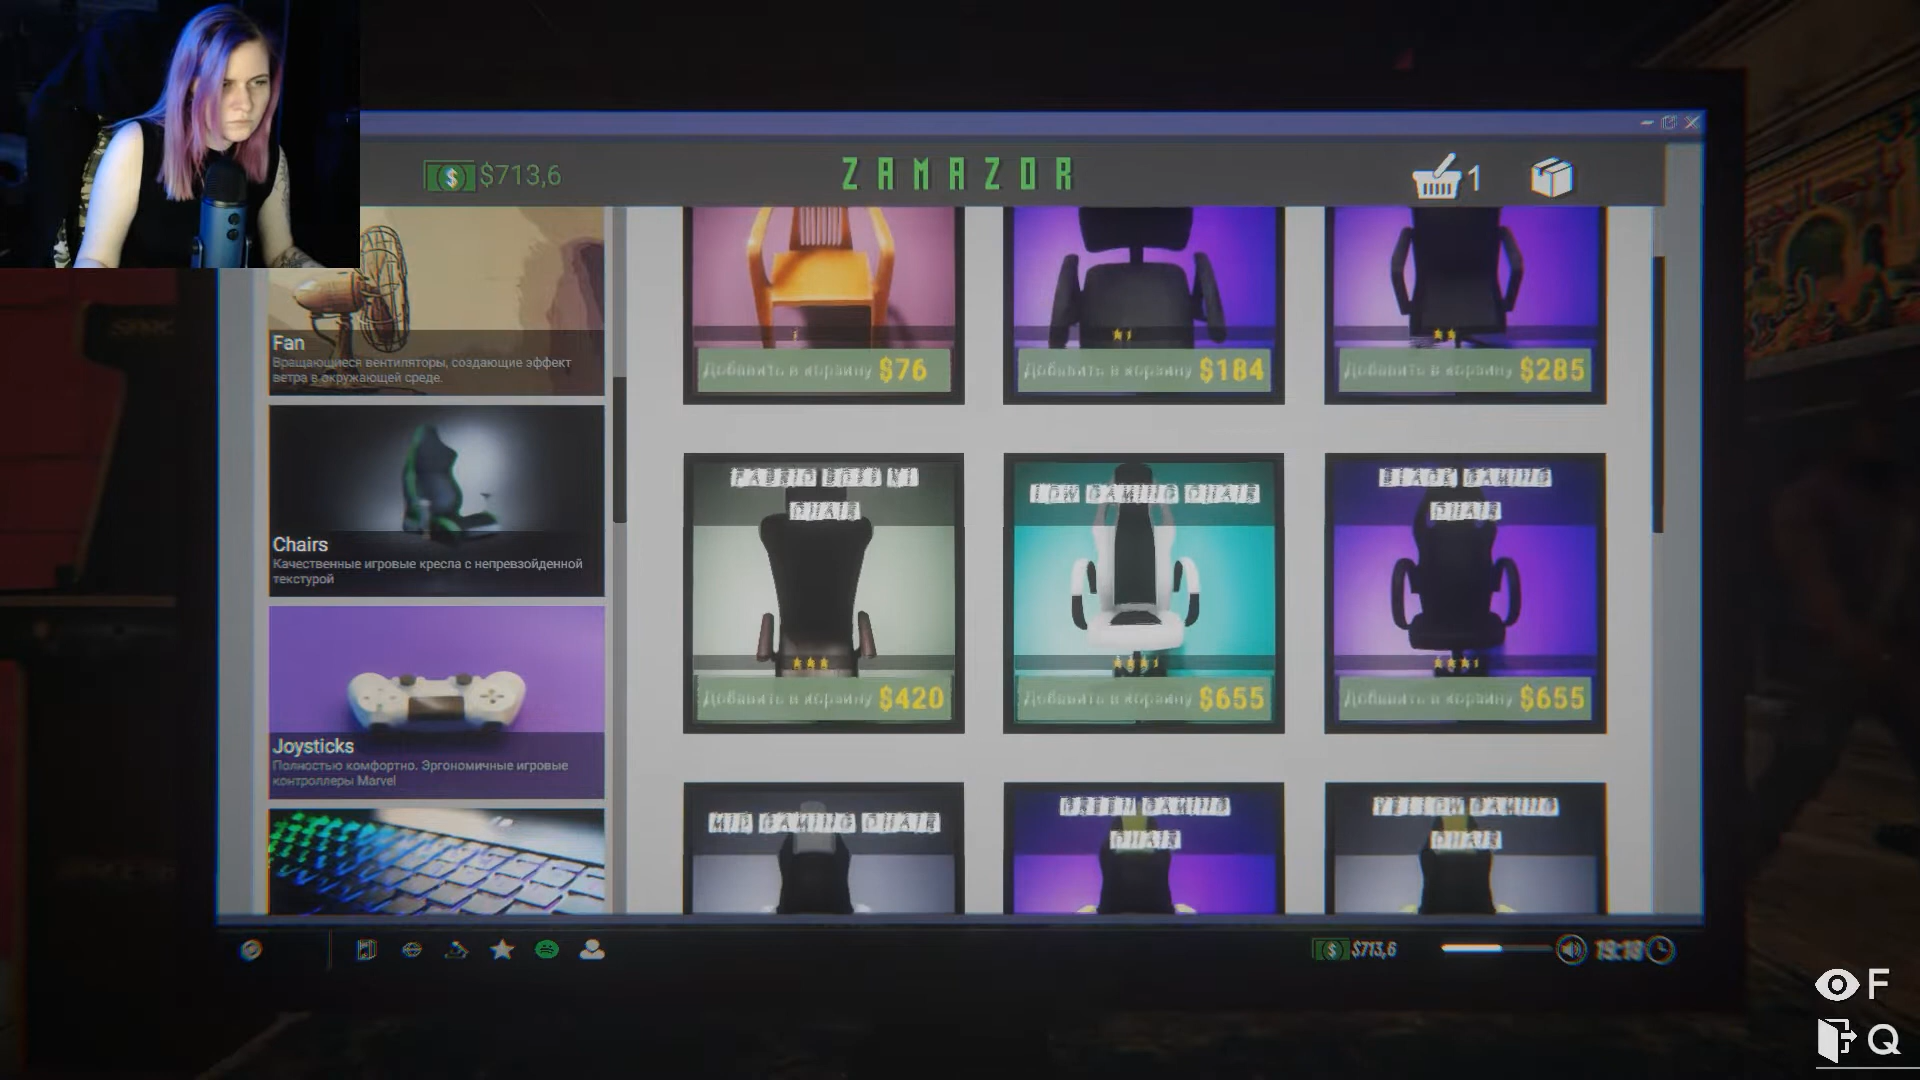 $713,6
ZAMAZOR
1
Fan
Вращающиеся вентиляторы, создающие эффект
ветра в окружающей среде.
Chairs
Качественные игровые кресла с непревзойденной
текстурой
Joysticks
Полностью комфортно. Эргономичные игровые
контроллеры Marvel
Добавить в корзину $76
Добавить в корзину $184
Добавить в корзину $285
CHAIR
Добавить в корзину $420
LOW GAMING CHAIR
Добавить в корзину $655
BLACK GAMING
CHAIR
Добавить в корзину $655
MID GAMING CHAIR
GREEN GAMING
CHAIR
YELLOW GAMING
CHAIR
$713,6
19:18
F
Q